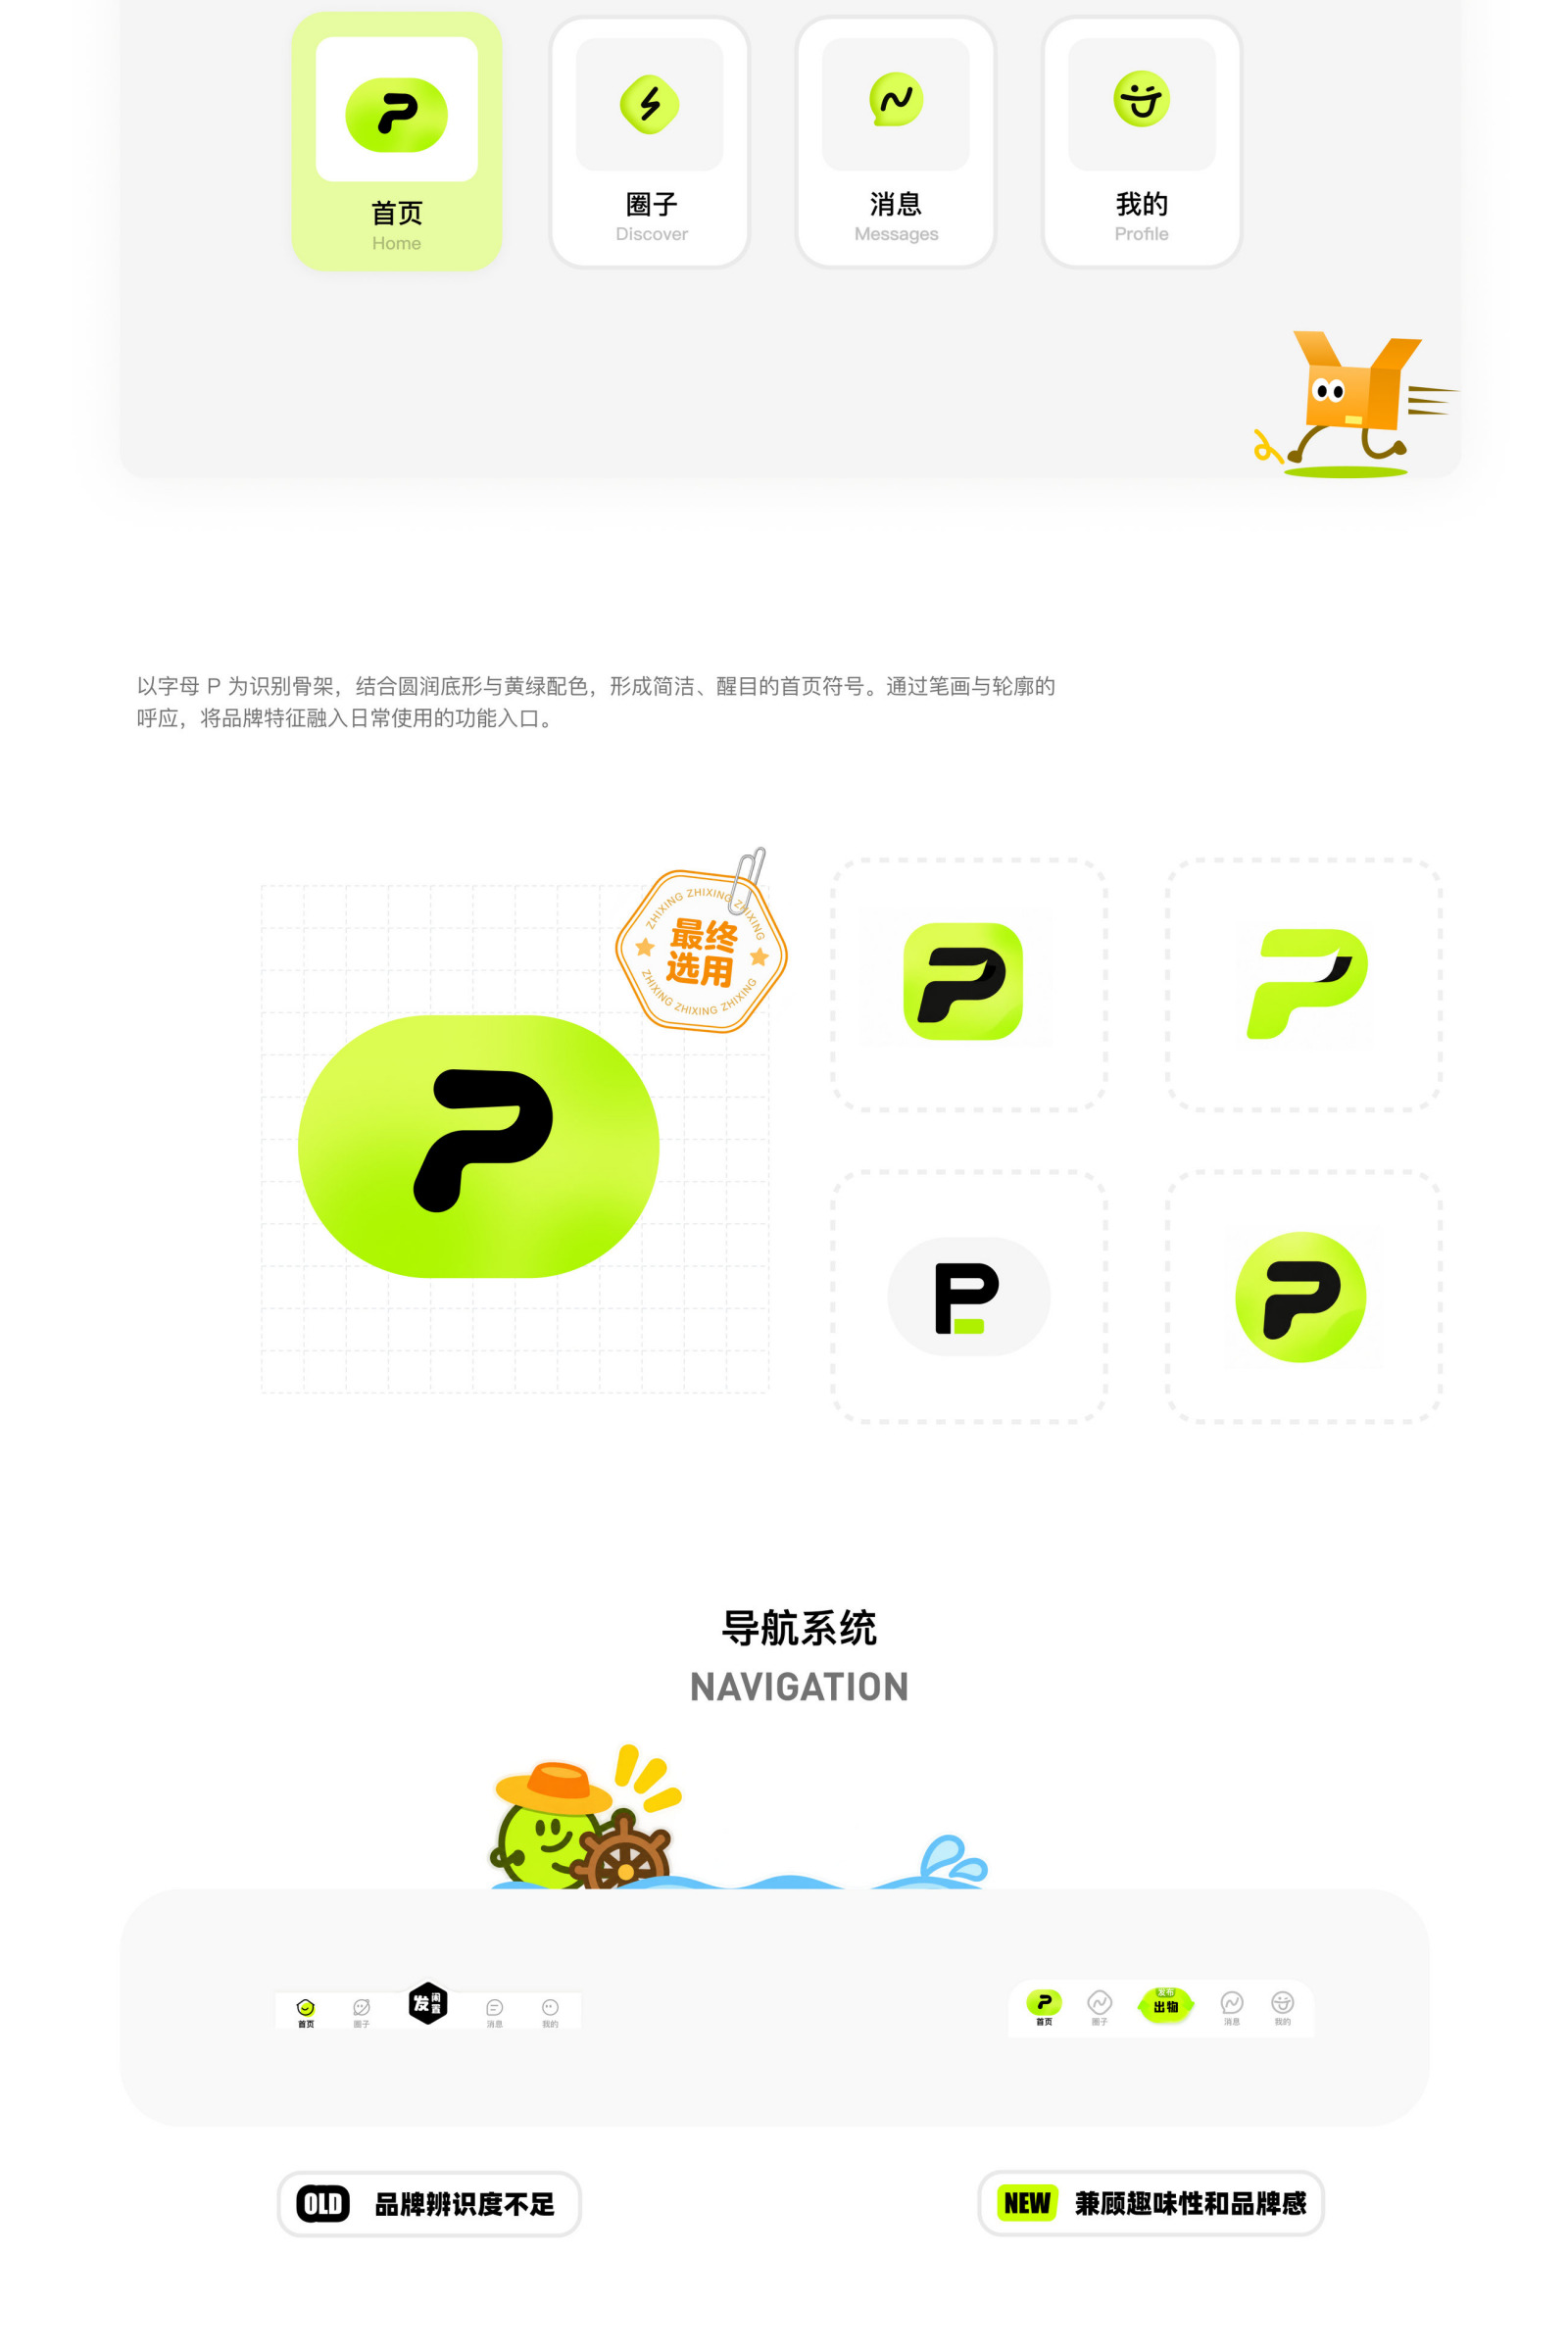 首页
Home
圈子
Discover
消息
Messages
我的
Profile
以字母 P 为识别骨架，结合圆润底形与黄绿配色，形成简洁、醒目的首页符号。通过笔画与轮廓的
呼应，将品牌特征融入日常使用的功能入口。
ZHIXING ZHIXING ZHIXING
最终
选用
ZHIXING ZHIXING ZHIXING
导航系统
NAVIGATION
首页
圈子
发闲置
消息
我的
首页
圈子
发布
出物
消息
我的
OLD 品牌辨识度不足
NEW 兼顾趣味性和品牌感